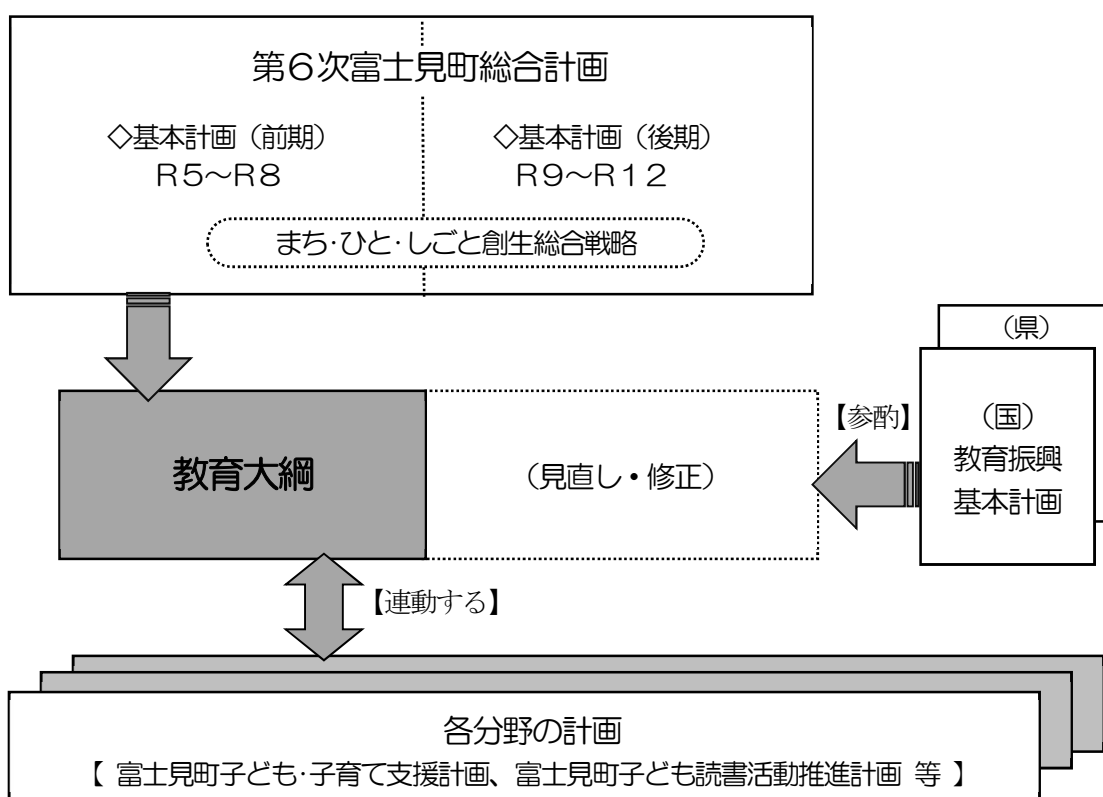 第６次富士見町総合計画
◇基本計画（前期）
Ｒ５～Ｒ８
◇基本計画（後期）
Ｒ９～Ｒ１２
まち･ひと･しごと創生総合戦略
（県）
（国）
教育振興
基本計画
【参酌】
教育大綱
（見直し・修正）
【連動する】
各分野の計画
【 富士見町子ども･子育て支援計画、富士見町子ども読書活動推進計画 等 】